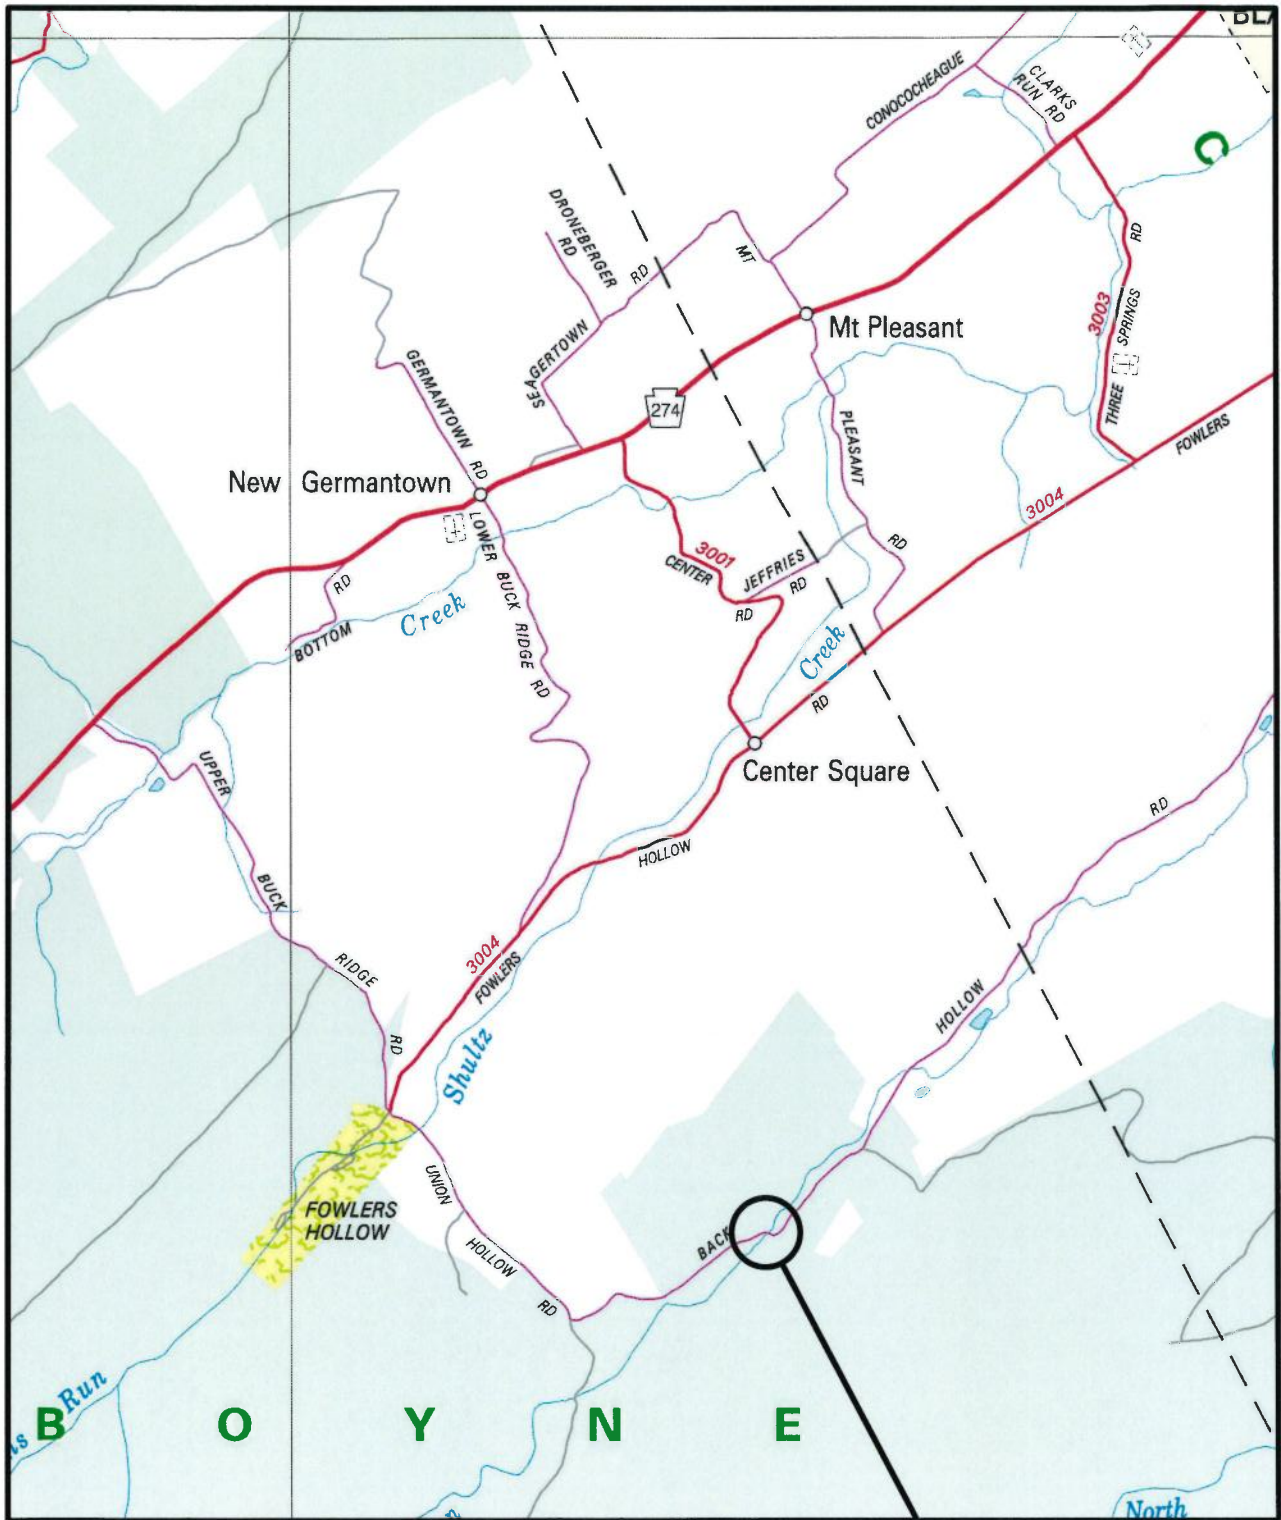 BLA
CONOCOCHEAGUE
CLARKS
RUN RD
C
DRONEBERGER
RD
RD
MT
RD
3003
SPRINGS
THREE
Mt Pleasant
GERMANTOWN RD
SEAGERTOWN
274
PLEASANT
RD
FOWLERS
3004
New Germantown
LOWER BUCK RIDGE RD
3001
CENTER
RD
JEFFRIES
RD
RD
BOTTOM
Creek
Creek
RD
Center Square
UPPER
BUCK
RIDGE
RD
HOLLOW
3004
FOWLERS
RD
HOLLOW
Shultz
UNION
HOLLOW
RD
FOWLERS
HOLLOW
BACK
Run
B O Y N E
North